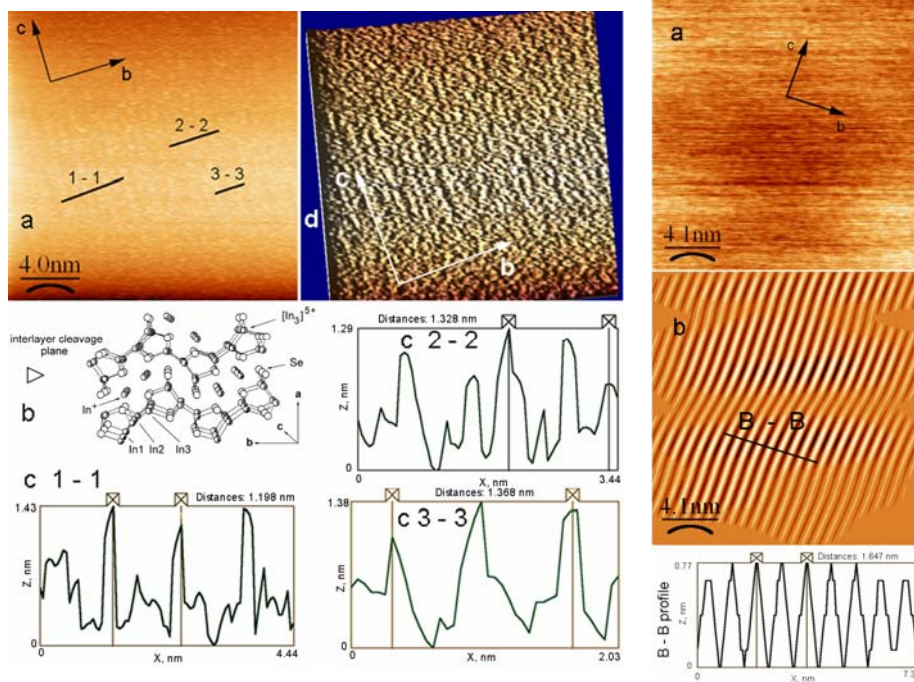 c
b
2 - 2
1 - 1
3 - 3
a
4.0nm
c
d
b
a
c
b
4.1nm
interlayer cleavage
plane
[In3]-5+
Se
b
In+
In1 In2 In3
a
c
b
Distances: 1.328 nm
1.29
c 2 - 2
Z, nm
0
0
X, nm
3.44
b
B - B
4.1nm
c 1 - 1
Distances: 1.198 nm
1.43
Z, nm
0
0
X, nm
4.44
Distances: 1.368 nm
1.38
c 3 - 3
Z, nm
0
0
X, nm
2.03
Distances: 1.647 nm
0.77
B - B profile
Z, nm
0
0
X, nm